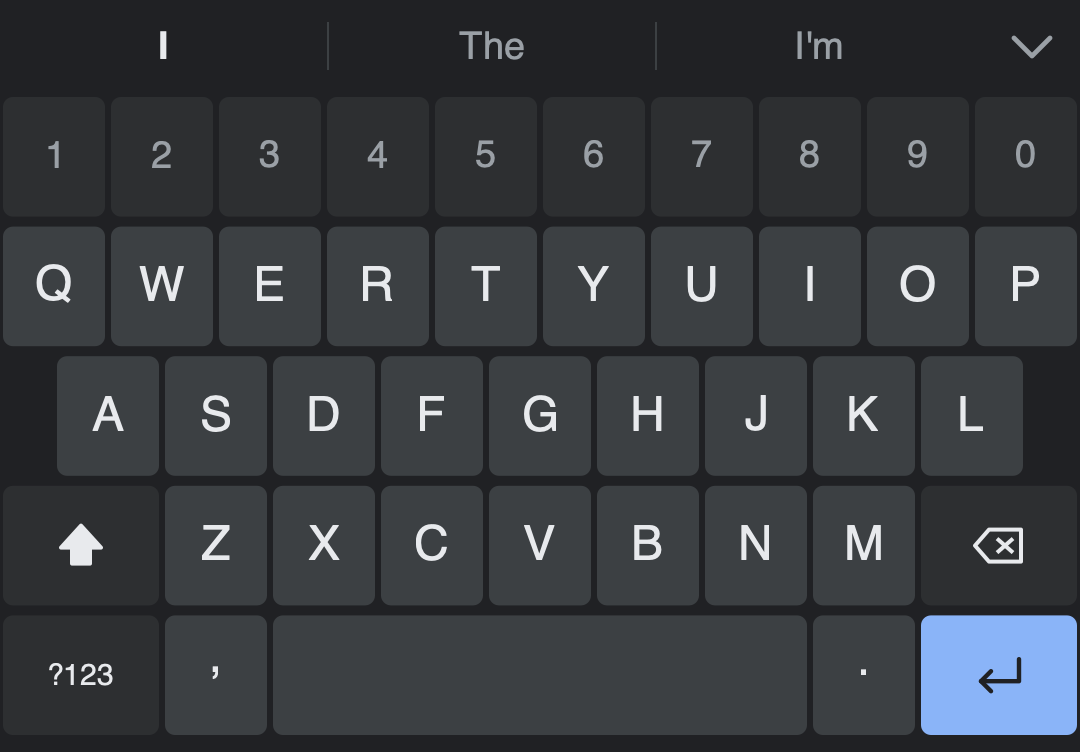 I The I'm
1 2 3 4 5 6 7 8 9 0
Q W E R T Y U I O P
A S D F G H J K L
Z X C V B N M
?123 , .